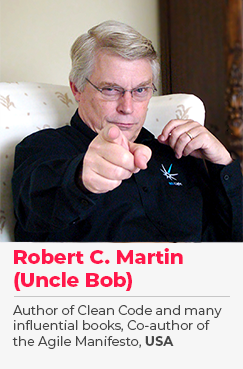 Robert C. Martin
(Uncle Bob)
Author of Clean Code and many
influential books, Co-author of
the Agile Manifesto, USA